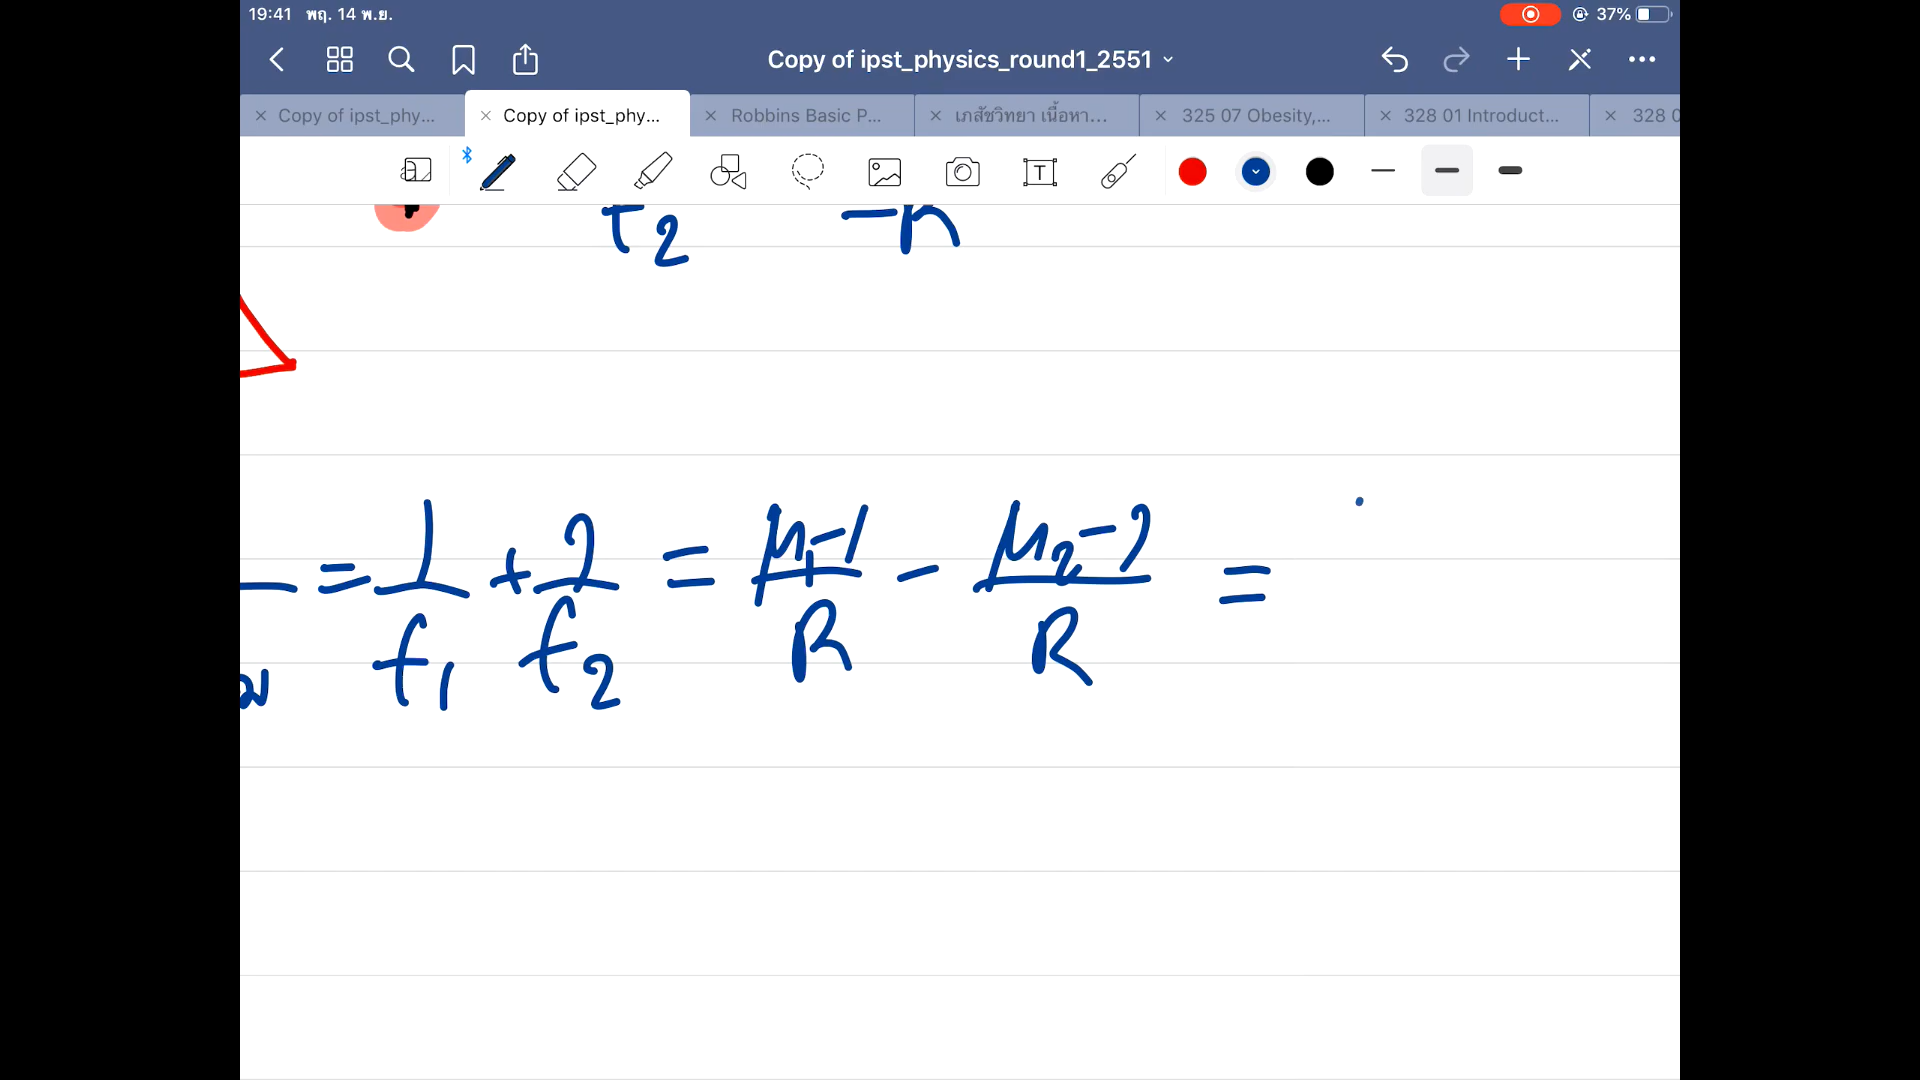 19:41 พฤ. 14 พ.ย. 37%
Copy of ipst_physics_round1_2551
Copy of ipst_phy... Copy of ipst_phy... Robbins Basic P... เภสัชวิทยา เนื้อหา... 325 07 Obesity,... 328 01 Introduct... 328 0
a T
f2 -R
= 1/f1 + 2/f2 = μ1-1/R - μ2-1/R =